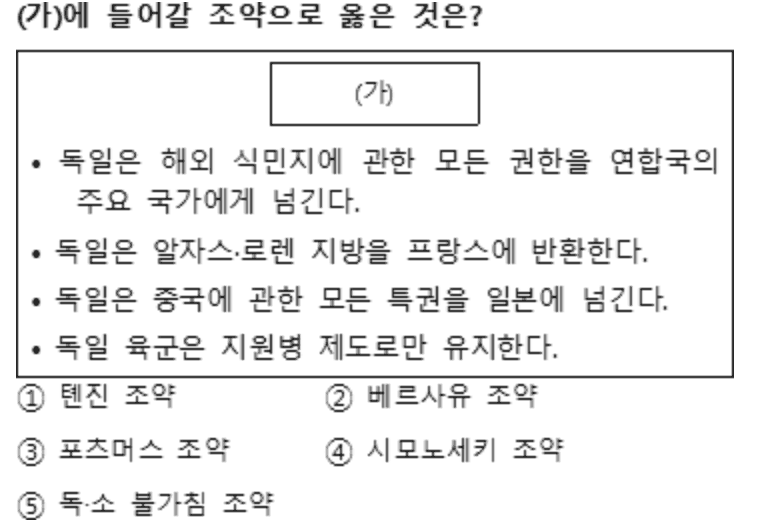 (가)에 들어갈 조약으로 옳은 것은?
(가)
• 독일은 해외 식민지에 관한 모든 권한을 연합국의
주요 국가에게 넘긴다.
• 독일은 알자스·로렌 지방을 프랑스에 반환한다.
• 독일은 중국에 관한 모든 특권을 일본에 넘긴다.
• 독일 육군은 지원병 제도로만 유지한다.
① 톈진 조약 ② 베르사유 조약
③ 포츠머스 조약 ④ 시모노세키 조약
⑤ 독·소 불가침 조약